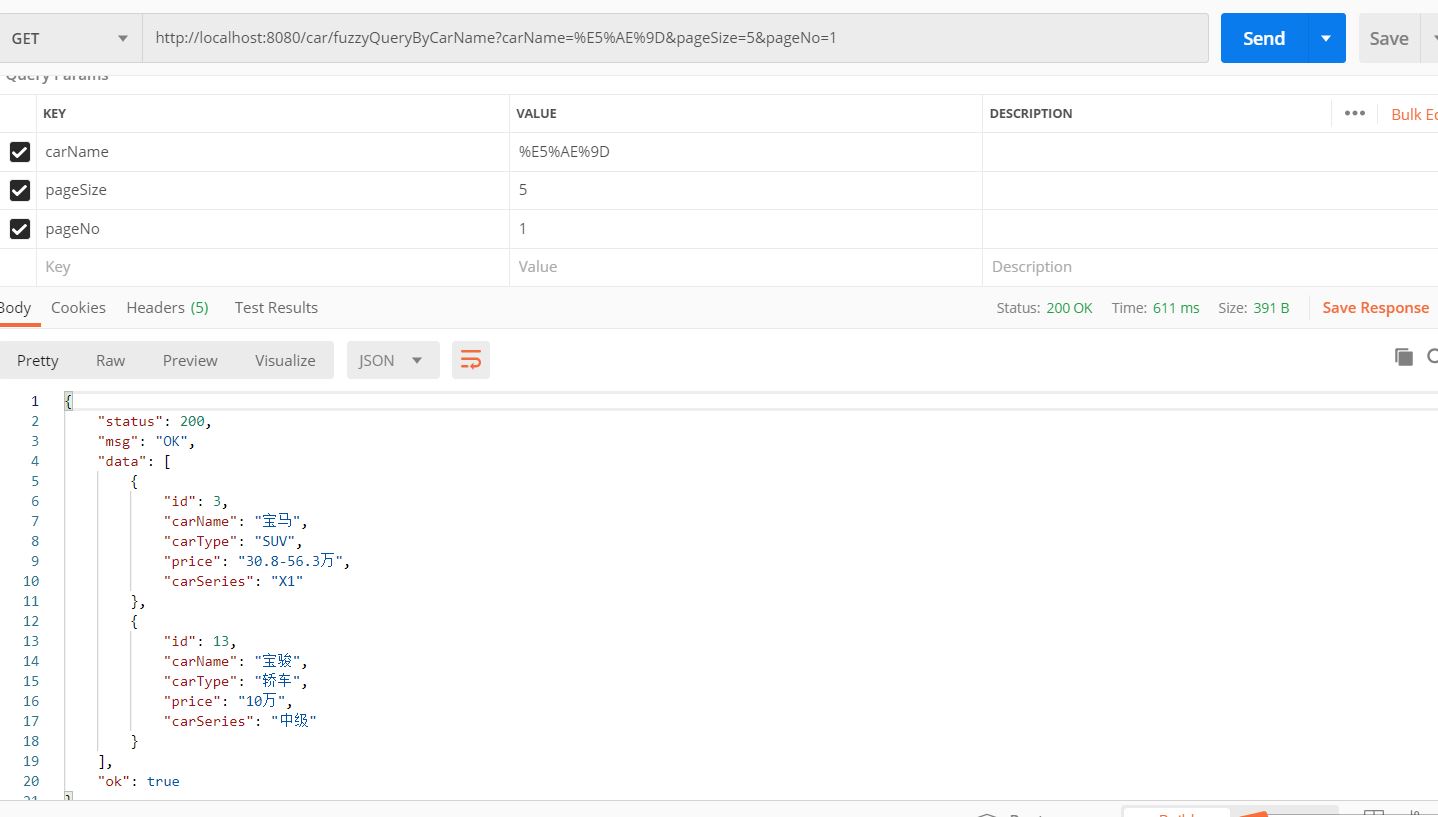 GET http://localhost:8080/car/fuzzyQueryByCarName?carName=%E5%AE%9D&pageSize=5&pageNo=1 Send Save
Query Params
KEY VALUE DESCRIPTION ••• Bulk Ec
carName %E5%AE%9D
pageSize 5
pageNo 1
Key Value Description
Body Cookies Headers (5) Test Results Status: 200 OK Time: 611 ms Size: 391 B Save Response
Pretty Raw Preview Visualize JSON
1 {
2 "status": 200,
3 "msg": "OK",
4 "data": [
5 {
6 "id": 3,
7 "carName": "宝马",
8 "carType": "SUV",
9 "price": "30.8-56.3万",
10 "carSeries": "X1"
11 },
12 {
13 "id": 13,
14 "carName": "宝骏",
15 "carType": "轿车",
16 "price": "10万",
17 "carSeries": "中级"
18 }
19 ],
20 "ok": true
21 }